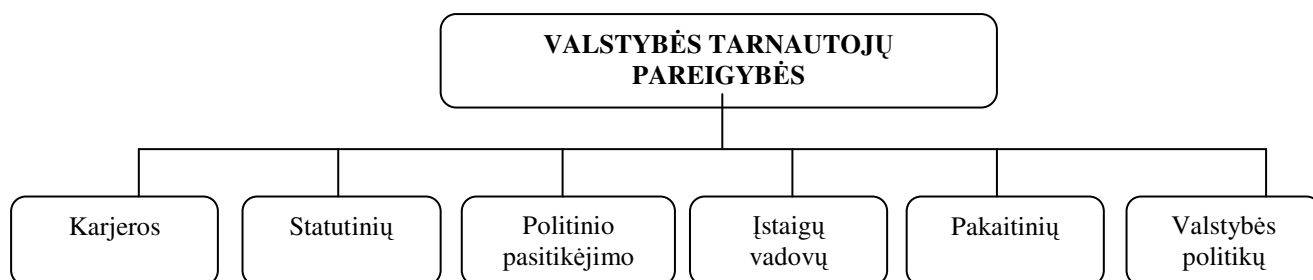 VALSTYBĖS TARNAUTOJŲ
PAREIGYBĖS
Karjeros
Statutinių
Politinio
pasitikėjimo
Įstaigų
vadovų
Pakaitinių
Valstybės
politikų